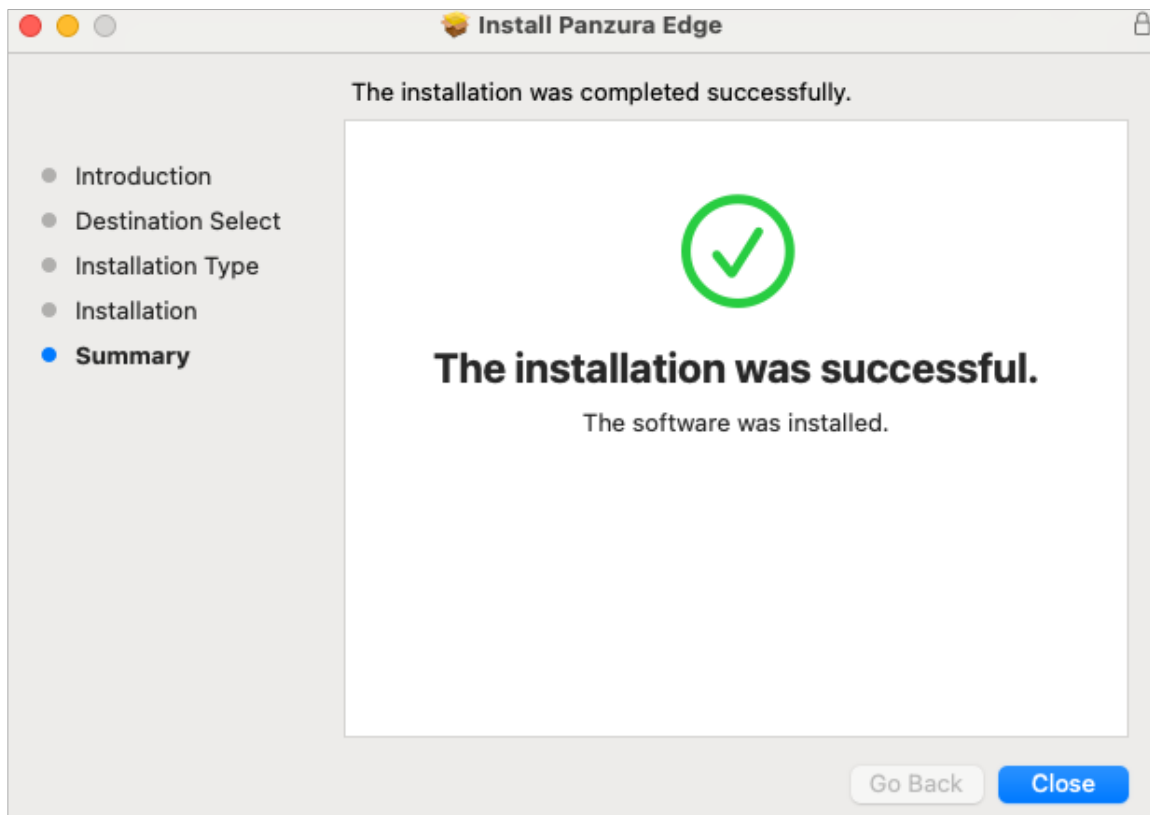 Install Panzura Edge
The installation was completed successfully.
Introduction
Destination Select
Installation Type
Installation
Summary
The installation was successful.
The software was installed.
Go Back
Close